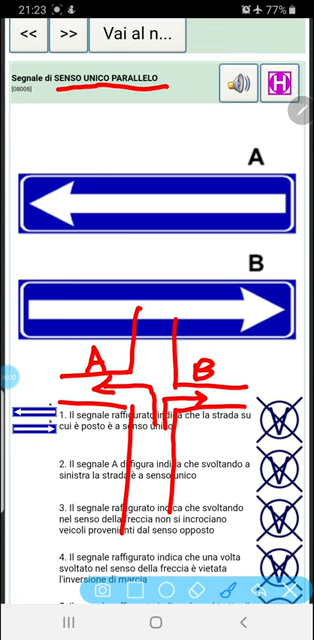 21:23
77%
<< >> Vai al n...
Segnale di SENSO UNICO PARALLELO
[08008]
H
A
B
A B
1. Il segnale raffigurato indica che la strada su
cui è posto è a senso unico
V
2. Il segnale A di figura indica che svoltando a
sinistra la strada è a senso unico
V
3. Il segnale raffigurato indica che svoltando
nel senso della freccia non si incrociano
veicoli provenienti dal senso opposto
V
4. Il segnale raffigurato indica che una volta
svoltato nel senso della freccia è vietata
l'inversione di marcia
V